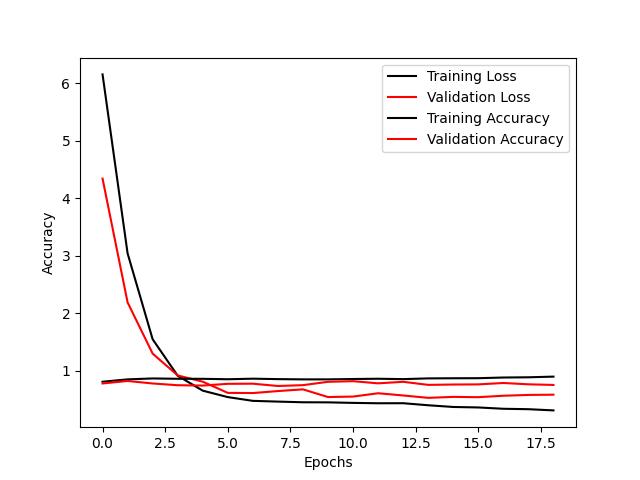 Training Loss
Validation Loss
Training Accuracy
Validation Accuracy
6
5
4
3
2
1
Accuracy
0.0 2.5 5.0 7.5 10.0 12.5 15.0 17.5
Epochs